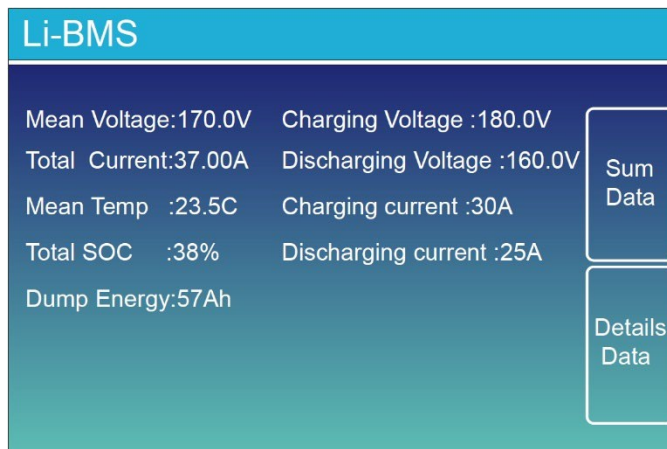 Li-BMS
Mean Voltage:170.0V
Total Current:37.00A
Mean Temp :23.5C
Total SOC :38%
Dump Energy:57Ah
Charging Voltage :180.0V
Discharging Voltage :160.0V
Charging current :30A
Discharging current :25A
Sum
Data
Details
Data